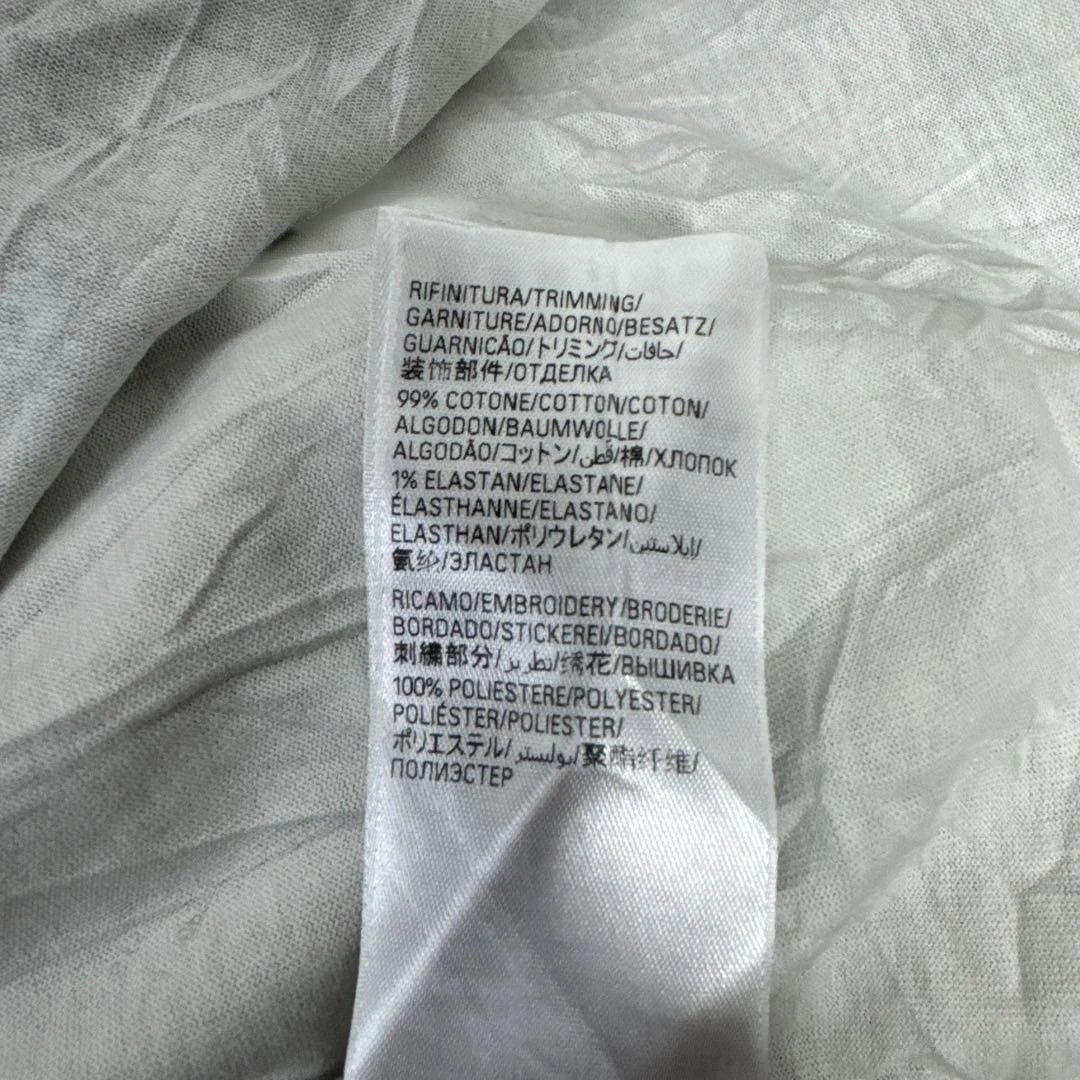 RIFINITURA/TRIMMING/
GARNITURE/ADORNO/BESATZ/
GUARNICÃO/トリミング/حافات/
装饰部件/ОТДЕЛКА
99% COTONE/COTTON/COTON/
ALGODON/BAUMWOLLE/
ALGODÃO/コットン/قُطن/棉/ХЛОПОК
1% ELASTAN/ELASTANE/
ÉLASTHANNE/ELASTANO/
ELASTHAN/ポリウレタン/ايلاستين/
氨纶/ЭЛАСТАН
RICAMO/EMBROIDERY/BRODERIE/
BORDADO/STICKEREI/BORDADO/
刺繍部分/تطريز/绣花/ВЫШИВКА
100% POLIESTERE/POLYESTER/
POLIÉSTER/POLIESTER/
ポリエステル/بوليستر/聚酯纤维/
ПОЛИЭСТЕР